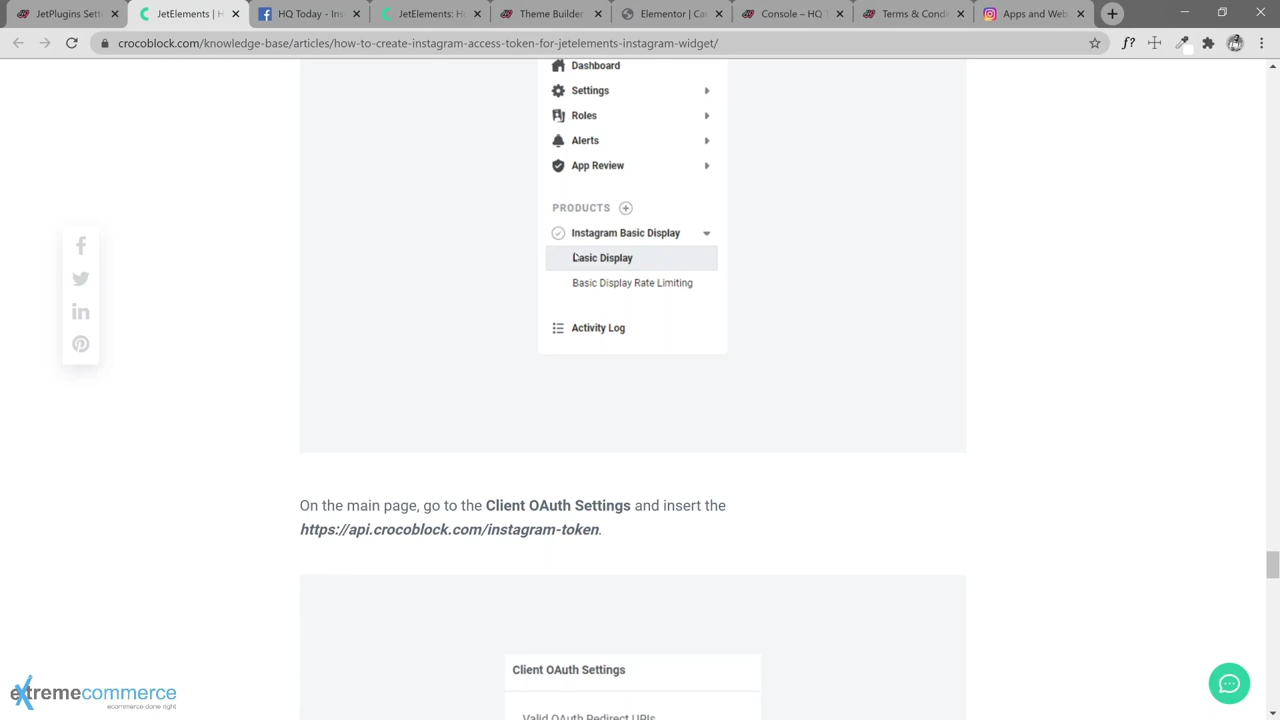 JetPlugins Sett
JetElements | H
HQ Today - Ins
JetElements: H
Theme Builder
Elementor | Ca
Console – HQ
Terms & Condi
Apps and Web
crocoblock.com/knowledge-base/articles/how-to-create-instagram-access-token-for-jetelements-instagram-widget/
Dashboard
Settings
Roles
Alerts
App Review
PRODUCTS
Instagram Basic Display
Basic Display
Basic Display Rate Limiting
Activity Log
On the main page, go to the Client OAuth Settings and insert the
https://api.crocoblock.com/instagram-token.
Client OAuth Settings
Valid OAuth Redirect URIs
extremecommerce
ecommerce done right